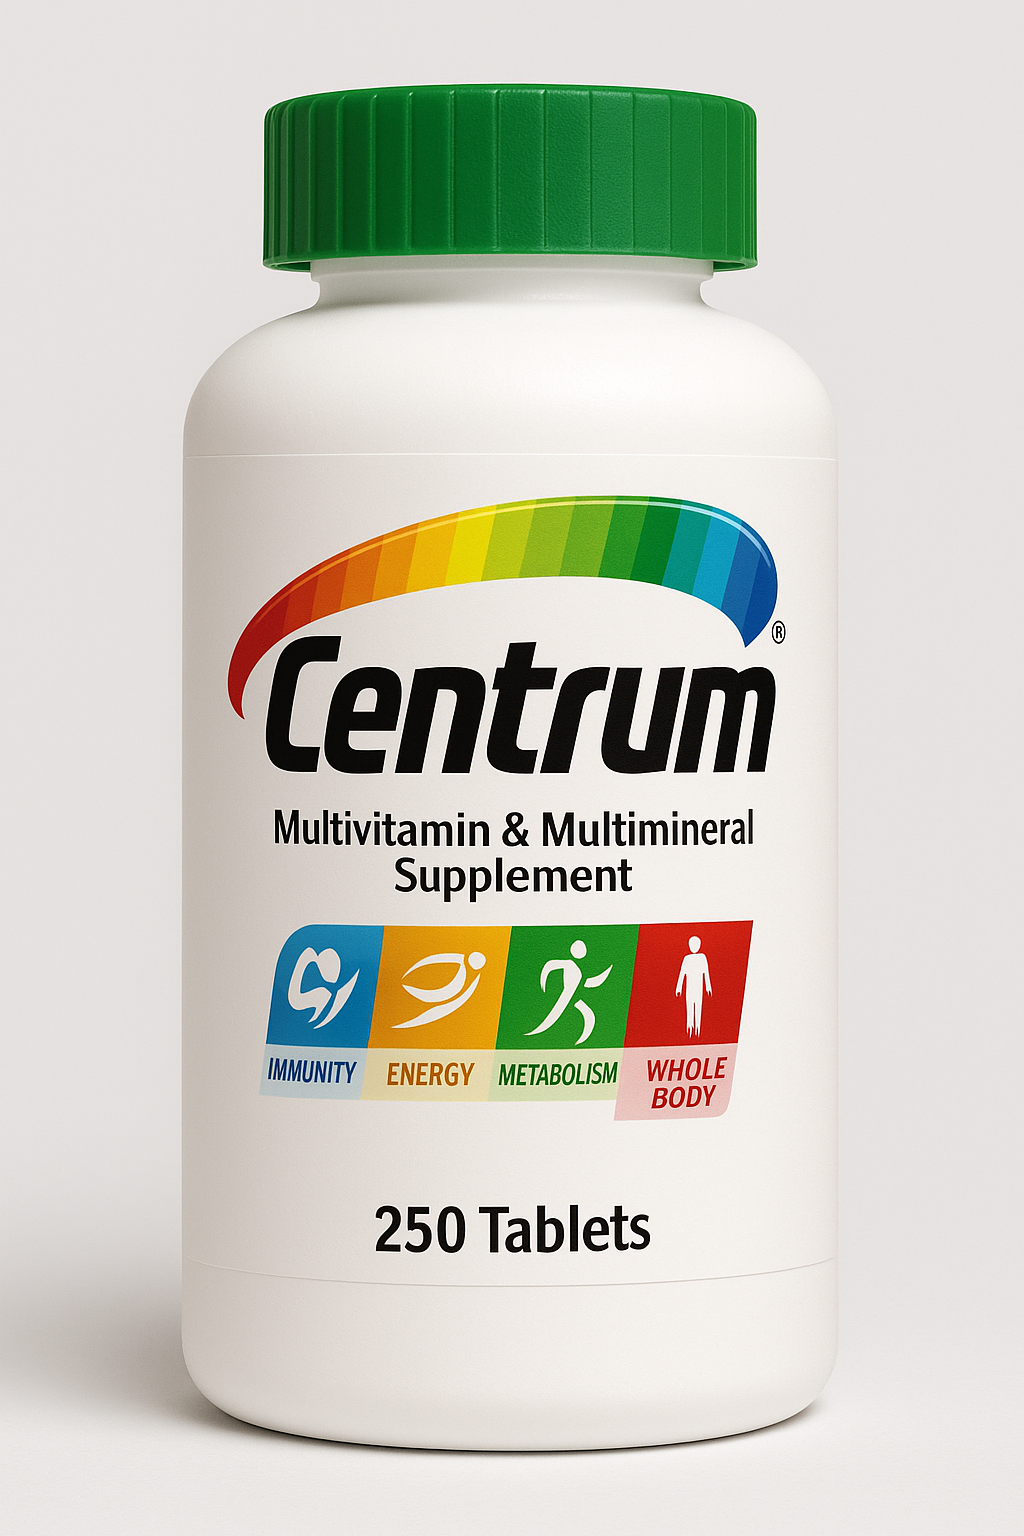 Centrum®
Multivitamin & Multimineral
Supplement
IMMUNITY
ENERGY
METABOLISM
WHOLE
BODY
250 Tablets